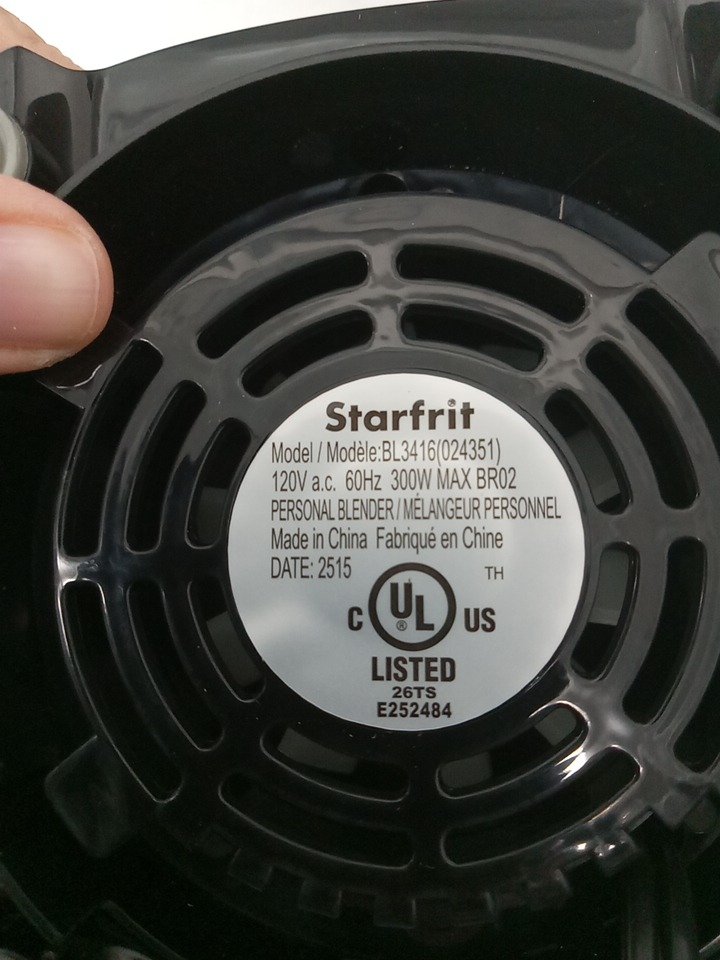 Starfrit®
Model / Modèle:BL3416(024351)
120V a.c. 60Hz 300W MAX BR02
PERSONAL BLENDER / MÉLANGEUR PERSONNEL
Made in China Fabriqué en Chine
DATE: 2515 TH
C UL® US
LISTED
26TS
E252484